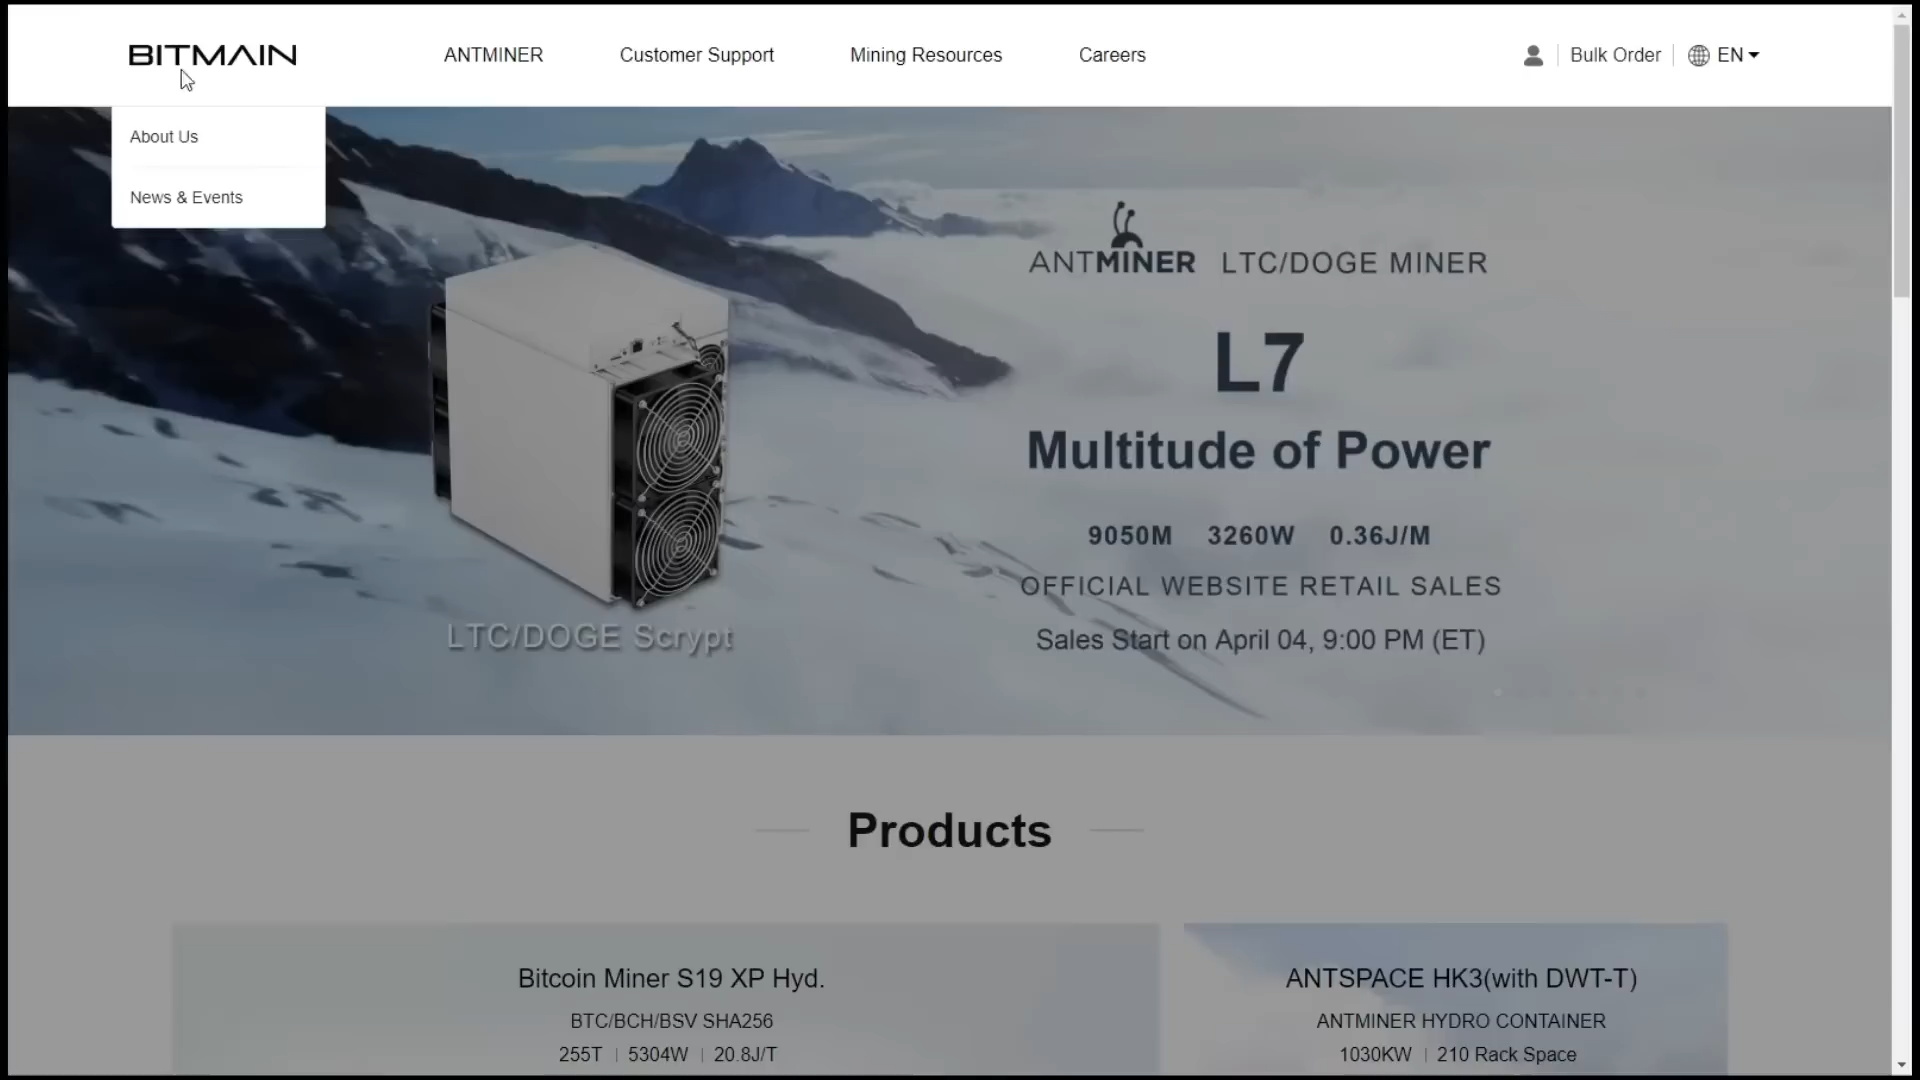 BITMAIN
ANTMINER
Customer Support
Mining Resources
Careers
Bulk Order
EN
About Us
News & Events
ANTMINER LTC/DOGE MINER
L7
Multitude of Power
9050M 3260W 0.36J/M
OFFICIAL WEBSITE RETAIL SALES
Sales Start on April 04, 9:00 PM (ET)
LTC/DOGE Scrypt
Products
Bitcoin Miner S19 XP Hyd.
BTC/BCH/BSV SHA256
255T | 5304W | 20.8J/T
ANTSPACE HK3(with DWT-T)
ANTMINER HYDRO CONTAINER
1030KW | 210 Rack Space